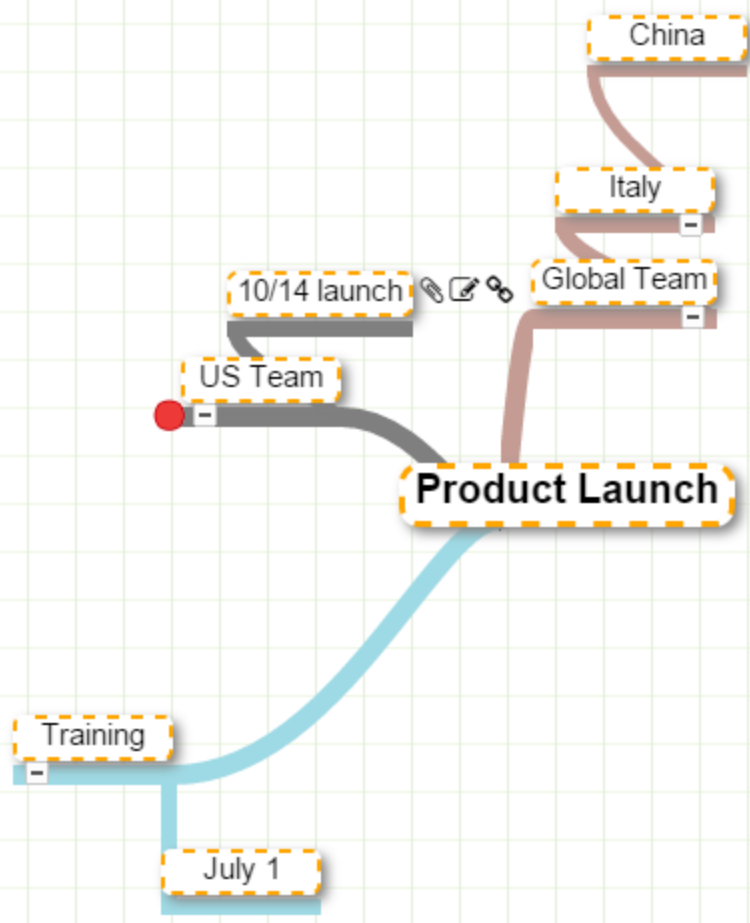 China
Italy
Global Team
10/14 launch
US Team
Product Launch
Training
July 1